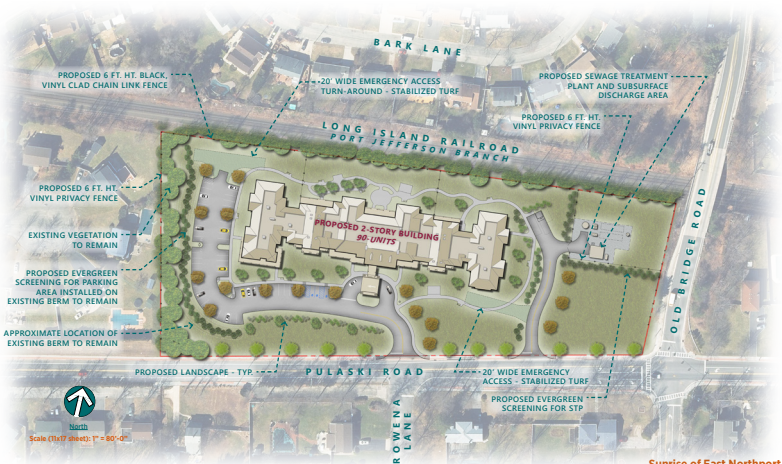 BARK LANE
PROPOSED 6 FT. HT. BLACK,
VINYL CLAD CHAIN LINK FENCE
20' WIDE EMERGENCY ACCESS
TURN-AROUND - STABILIZED TURF
PROPOSED SEWAGE TREATMENT
PLANT AND SUBSURFACE
DISCHARGE AREA
PROPOSED 6 FT. HT.
VINYL PRIVACY FENCE
LONG ISLAND RAILROAD
PORT JEFFERSON BRANCH
PROPOSED 6 FT. HT.
VINYL PRIVACY FENCE
EXISTING VEGETATION
TO REMAIN
PROPOSED 2-STORY BUILDING
90-UNITS
OLD BRIDGE ROAD
PROPOSED EVERGREEN
SCREENING FOR PARKING
AREA INSTALLED ON
EXISTING BERM TO REMAIN
APPROXIMATE LOCATION OF
EXISTING BERM TO REMAIN
PROPOSED LANDSCAPE - TYP.
PULASKI ROAD
20' WIDE EMERGENCY
ACCESS - STABILIZED TURF
PROPOSED EVERGREEN
SCREENING FOR STP
ROWENA
LANE
North
Scale (11x17 sheet): 1" = 60'-0"
Sunrise of East Northport